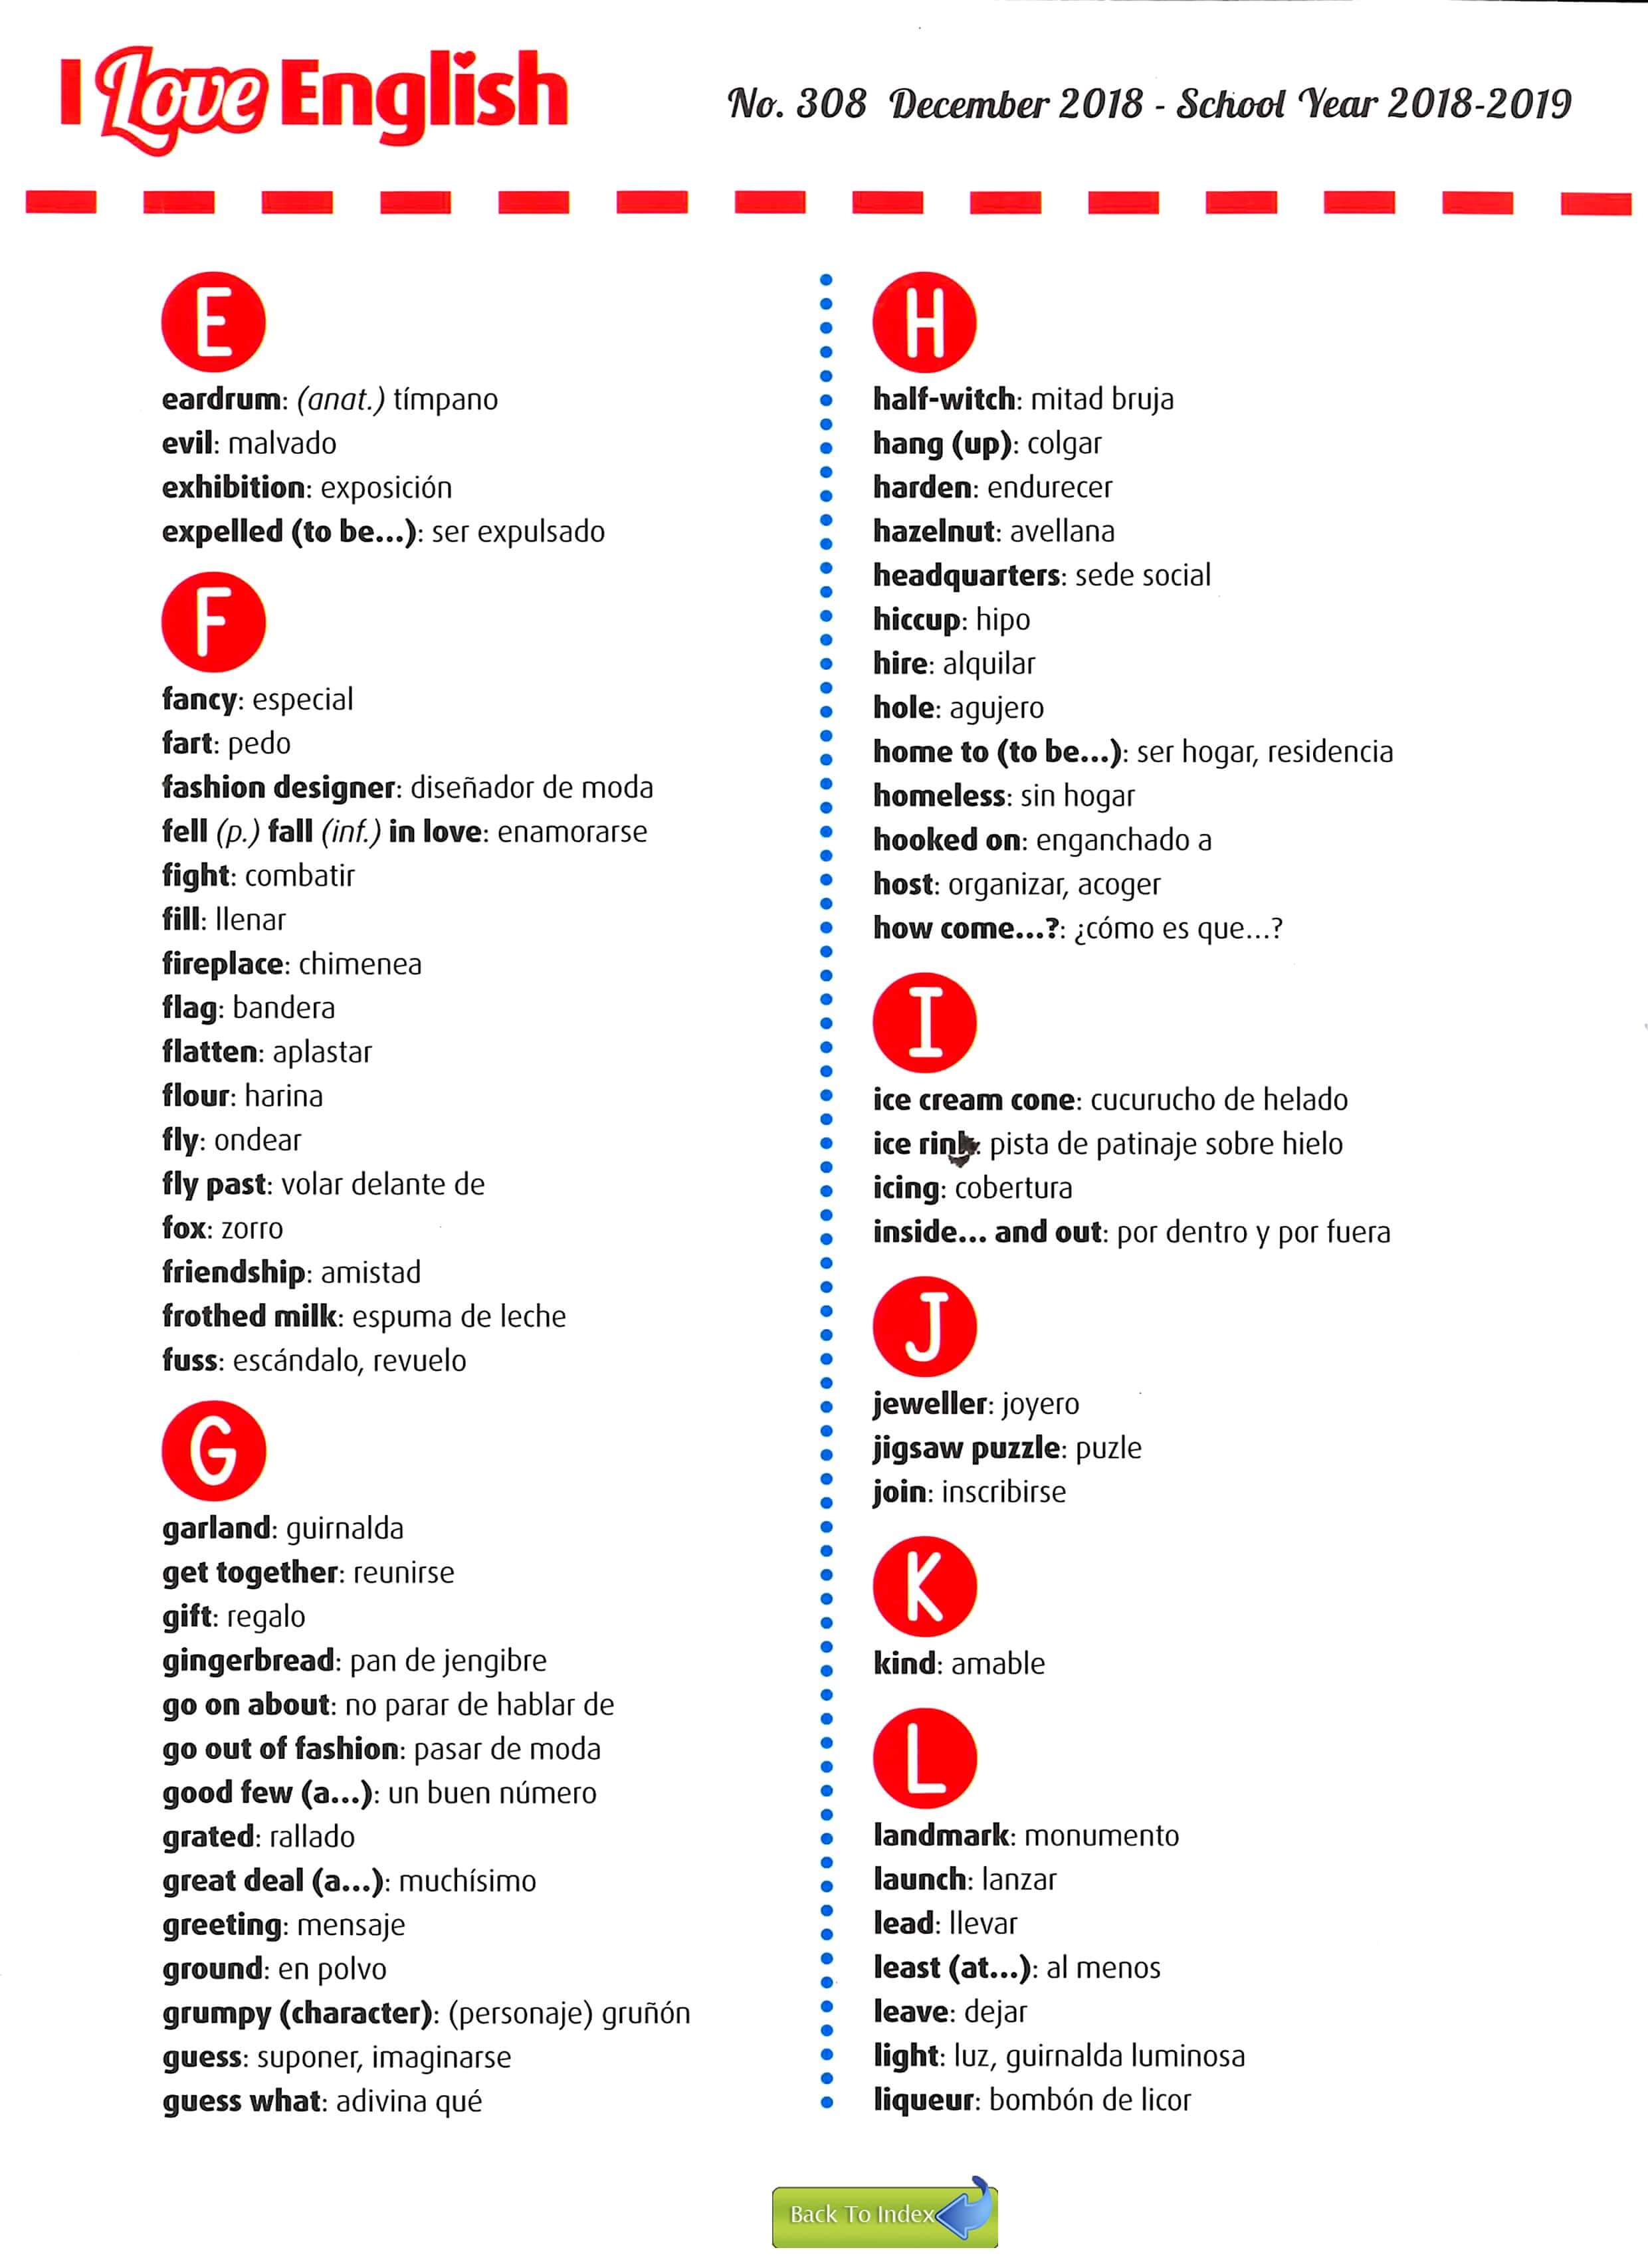 I Love English
No. 308 December 2018 - School Year 2018-2019
E
eardrum: (anat.) tímpano
evil: malvado
exhibition: exposición
expelled (to be...): ser expulsado
F
fancy: especial
fart: pedo
fashion designer: diseñador de moda
fell (p.) fall (inf.) in love: enamorarse
fight: combatir
fill: llenar
fireplace: chimenea
flag: bandera
flatten: aplastar
flour: harina
fly: ondear
fly past: volar delante de
fox: zorro
friendship: amistad
frothed milk: espuma de leche
fuss: escándalo, revuelo
G
garland: guirnalda
get together: reunirse
gift: regalo
gingerbread: pan de jengibre
go on about: no parar de hablar de
go out of fashion: pasar de moda
good few (a...): un buen número
grated: rallado
great deal (a...): muchísimo
greeting: mensaje
ground: en polvo
grumpy (character): (personaje) gruñón
guess: suponer, imaginarse
guess what: adivina qué
H
half-witch: mitad bruja
hang (up): colgar
harden: endurecer
hazelnut: avellana
headquarters: sede social
hiccup: hipo
hire: alquilar
hole: agujero
home to (to be...): ser hogar, residencia
homeless: sin hogar
hooked on: enganchado a
host: organizar, acoger
how come...?: ¿cómo es que...?
I
ice cream cone: cucurucho de helado
ice rink: pista de patinaje sobre hielo
icing: cobertura
inside... and out: por dentro y por fuera
J
jeweller: joyero
jigsaw puzzle: puzle
join: inscribirse
K
kind: amable
L
landmark: monumento
launch: lanzar
lead: llevar
least (at...): al menos
leave: dejar
light: luz, guirnalda luminosa
liqueur: bombón de licor
Back To Index